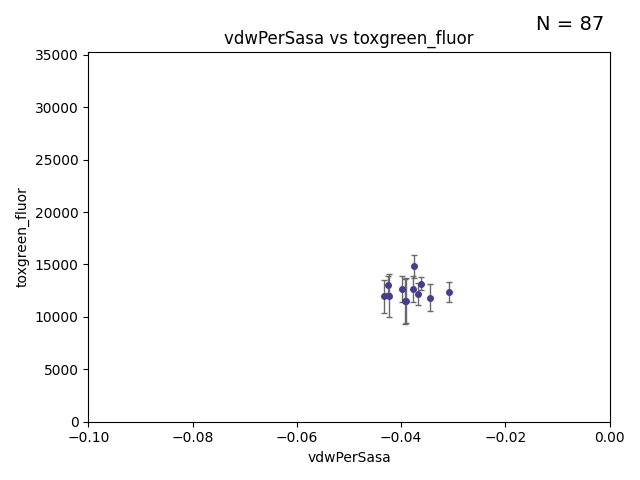 N = 87
vdwPerSasa vs toxgreen_fluor
35000
30000
25000
20000
15000
10000
5000
0
toxgreen_fluor
−0.10 −0.08 −0.06 −0.04 −0.02 0.00
vdwPerSasa